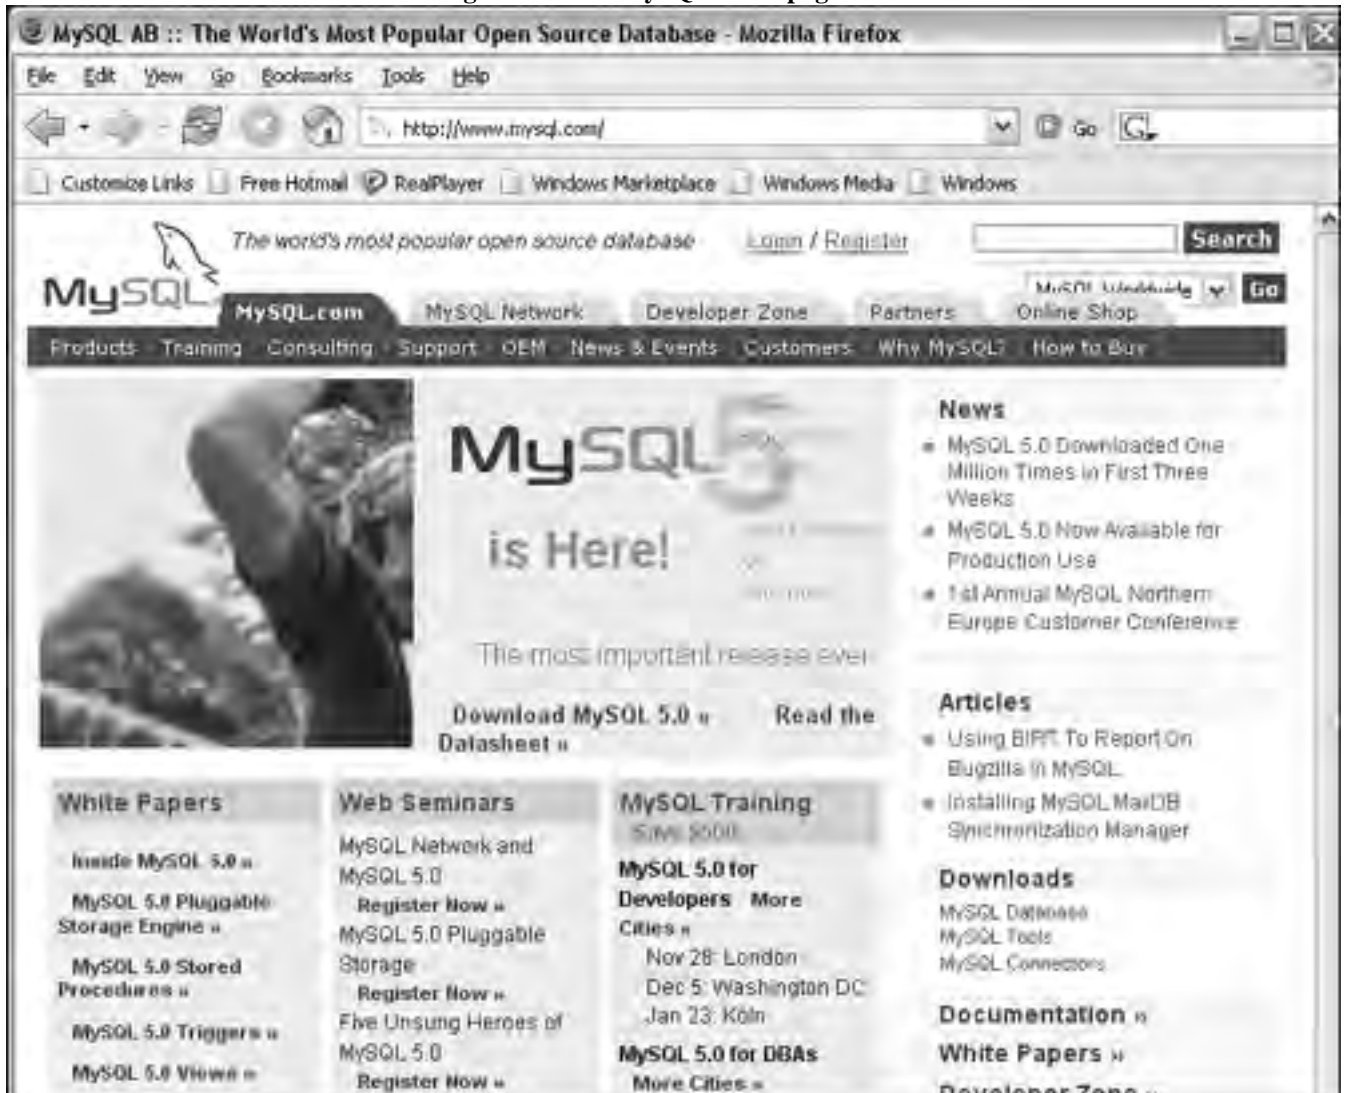 MySQL AB :: The World's Most Popular Open Source Database - Mozilla Firefox
File Edit View Go Bookmarks Tools Help
http://www.mysql.com/
Go
G
Customize Links Free Hotmail RealPlayer Windows Marketplace Windows Media Windows
The world's most popular open source database
Login / Register
Search
MySQL
MySQL Worldwide
Go
MySQL.com MySQL Network Developer Zone Partners Online Shop
Products Training Consulting Support OEM News & Events Customers Why MySQL? How to Buy
MySQL 5
is Here!
The most important release ever
Download MySQL 5.0 » Read the
Datasheet »
News
MySQL 5.0 Downloaded One
Million Times in First Three
Weeks
MySQL 5.0 Now Available for
Production Use
1st Annual MySQL Northern
Europe Customer Conference
Articles
Using BIRT To Report On
Bugzilla in MySQL
Installing MySQL MaxDB
Synchronization Manager
Downloads
MySQL Database
MySQL Tools
MySQL Connectors
Documentation »
White Papers »
Developer Zone »
White Papers
Inside MySQL 5.0 »
MySQL 5.0 Pluggable
Storage Engine »
MySQL 5.0 Stored
Procedures »
MySQL 5.0 Triggers »
MySQL 5.0 Views »
Web Seminars
MySQL Network and
MySQL 5.0
Register Now »
MySQL 5.0 Pluggable
Storage
Register Now »
Five Unsung Heroes of
MySQL 5.0
Register Now »
MySQL Training
Save $500
MySQL 5.0 for
Developers More
Cities »
Nov 28: London
Dec 5: Washington DC
Jan 23: Köln
MySQL 5.0 for DBAs
More Cities »